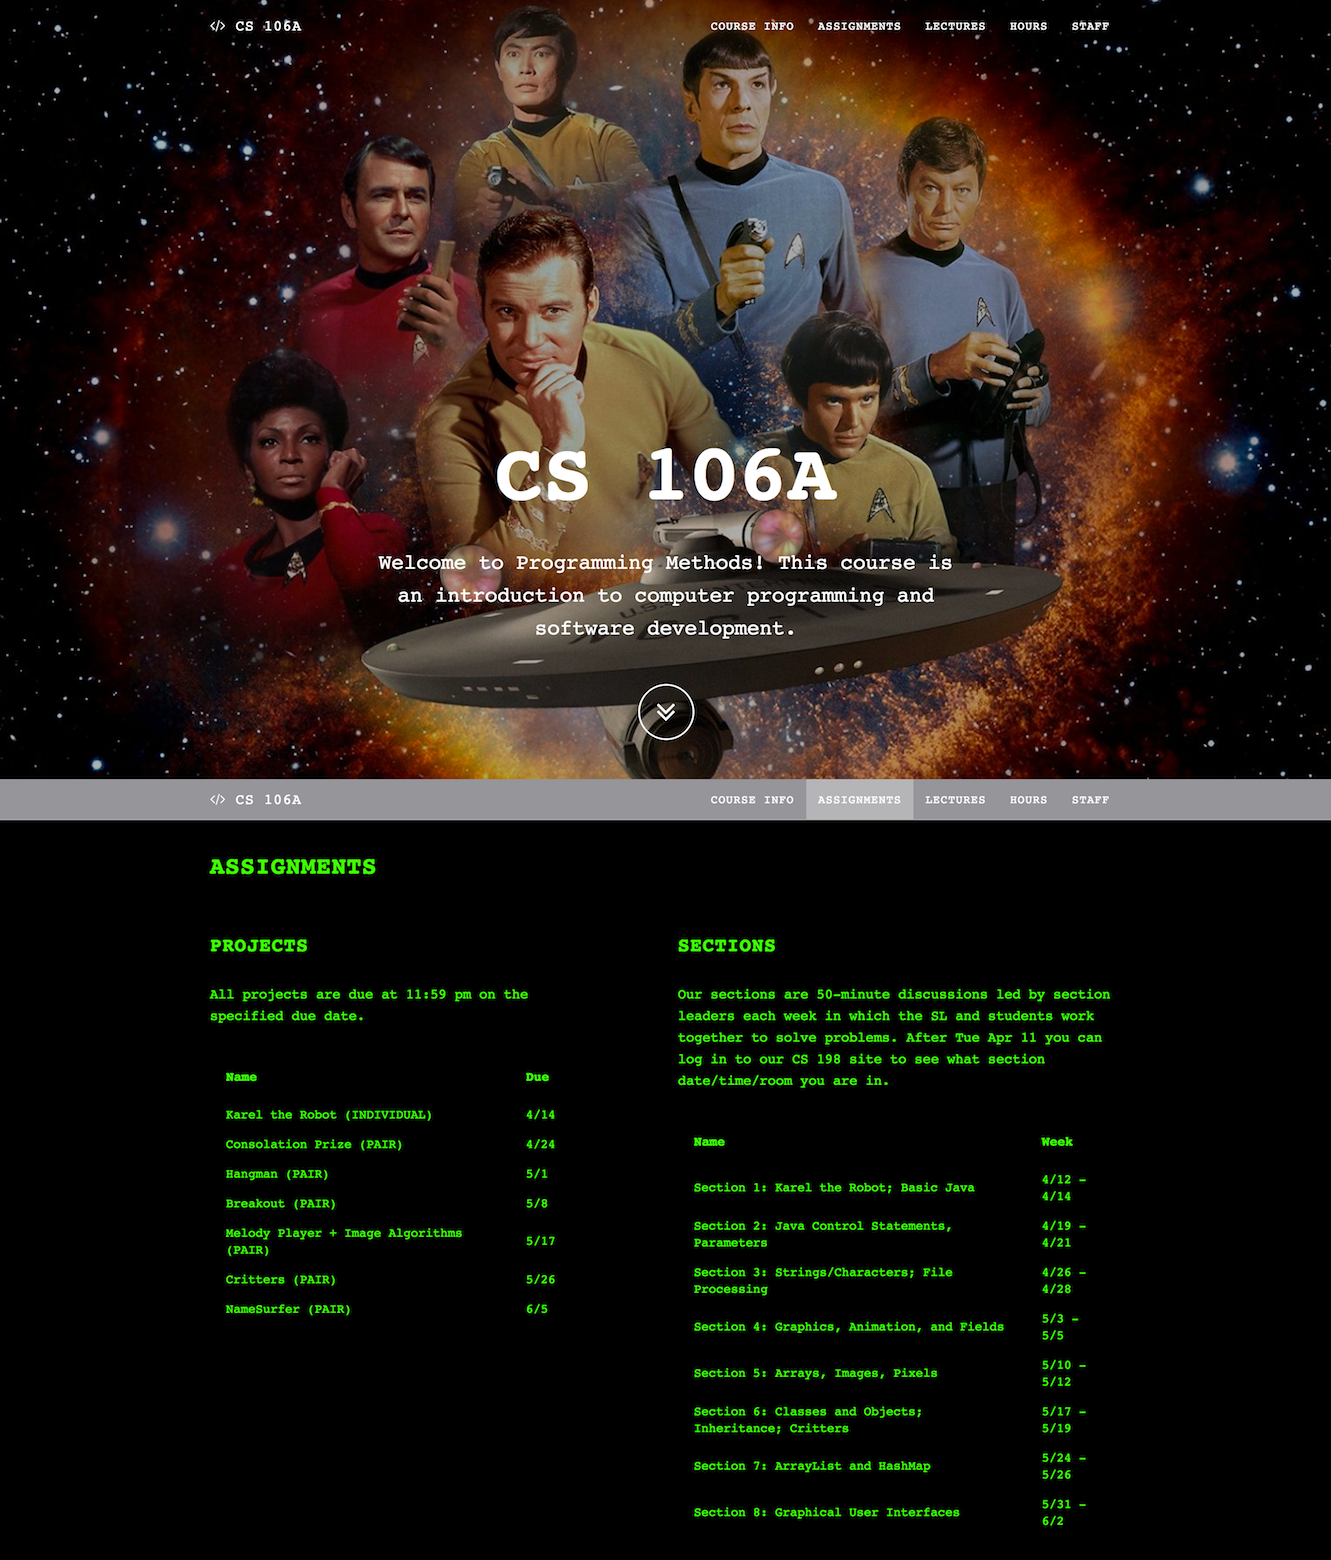 </> CS 106A
COURSE INFO ASSIGNMENTS LECTURES HOURS STAFF
CS 106A
Welcome to Programming Methods! This course is
an introduction to computer programming and
software development.
</> CS 106A
COURSE INFO ASSIGNMENTS LECTURES HOURS STAFF
ASSIGNMENTS
PROJECTS
All projects are due at 11:59 pm on the
specified due date.
Name Due
Karel the Robot (INDIVIDUAL) 4/14
Consolation Prize (PAIR) 4/24
Hangman (PAIR) 5/1
Breakout (PAIR) 5/8
Melody Player + Image Algorithms
(PAIR) 5/17
Critters (PAIR) 5/26
NameSurfer (PAIR) 6/5
SECTIONS
Our sections are 50-minute discussions led by section
leaders each week in which the SL and students work
together to solve problems. After Tue Apr 11 you can
log in to our CS 198 site to see what section
date/time/room you are in.
Name Week
Section 1: Karel the Robot; Basic Java 4/12 -
4/14
Section 2: Java Control Statements, 4/19 -
Parameters 4/21
Section 3: Strings/Characters; File 4/26 -
Processing 4/28
Section 4: Graphics, Animation, and Fields 5/3 -
5/5
Section 5: Arrays, Images, Pixels 5/10 -
5/12
Section 6: Classes and Objects; 5/17 -
Inheritance; Critters 5/19
Section 7: ArrayList and HashMap 5/24 -
5/26
Section 8: Graphical User Interfaces 5/31 -
6/2